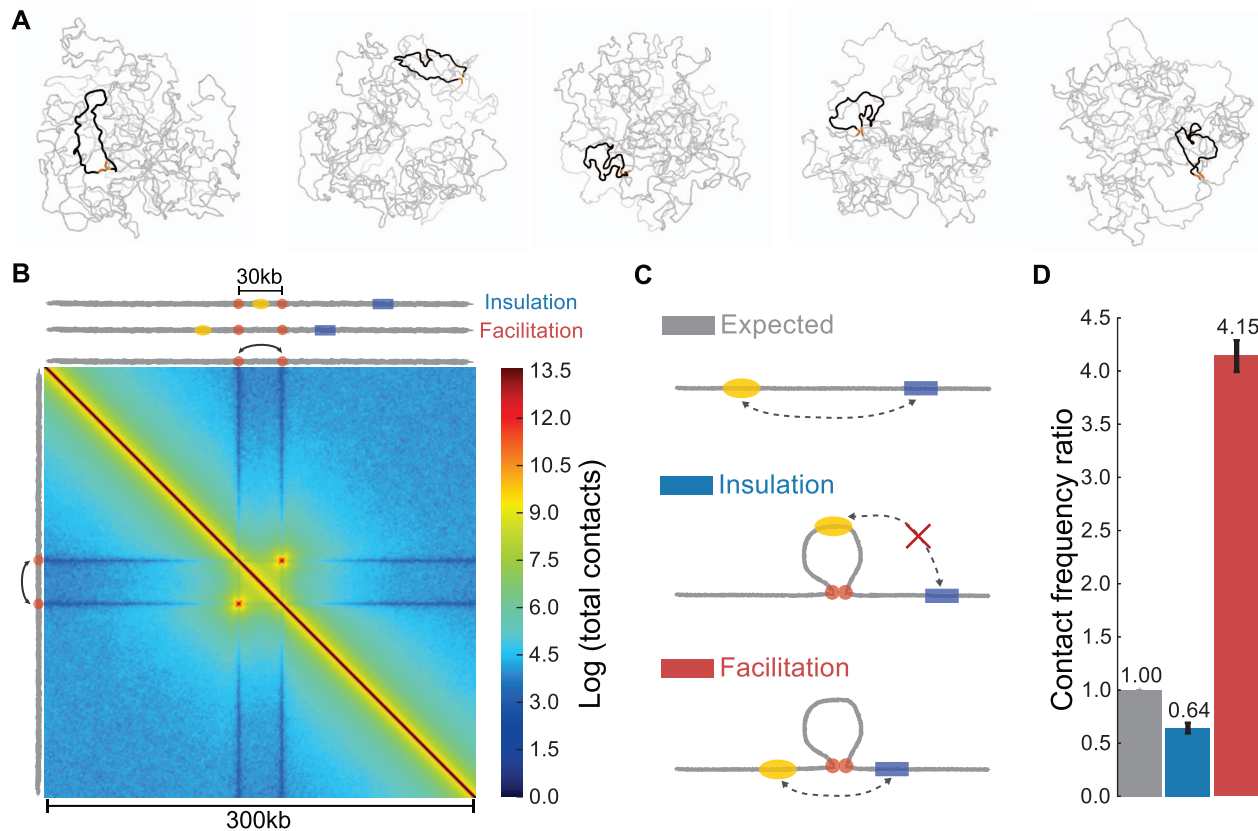 A
B
30kb
Insulation
Facilitation
13.5
12.0
10.5
9.0
7.5
6.0
4.5
3.0
1.5
0.0
Log (total contacts)
300kb
C
Expected
Insulation
Facilitation
D
Contact frequency ratio
4.5
4.0
3.5
3.0
2.5
2.0
1.5
1.0
0.5
0.0
1.00
0.64
4.15